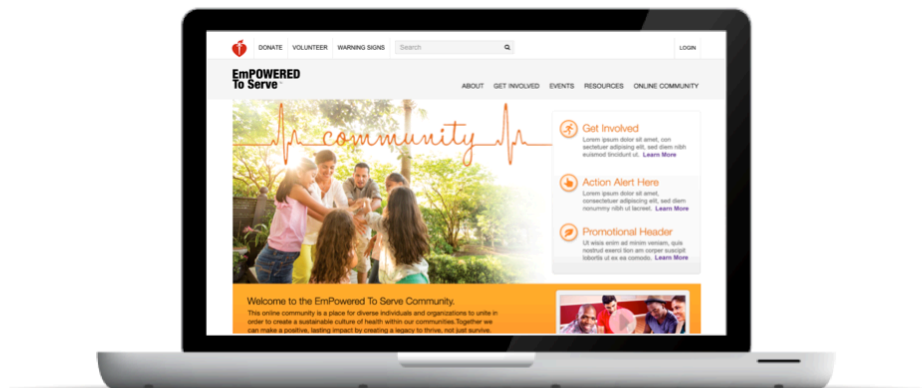 DONATE VOLUNTEER WARNING SIGNS Search LOGIN
EmPOWERED
To Serve™
ABOUT GET INVOLVED EVENTS RESOURCES ONLINE COMMUNITY
community
Get Involved
Lorem ipsum dolor sit amet, con
sectetuer adipiscing elit, sed diem nibh
euismod tincidunt ut. Learn More
Action Alert Here
Lorem ipsum dolor sit amet,
consectetuer adipiscing elit, sed diem
nonummy nibh ut lacreet. Learn More
Promotional Header
Ut wisis enim ad minim veniam, quis
nostrud exerci tion am corper suscipit
lobortis ut ex ea comodo. Learn More
Welcome to the EmPowered To Serve Community.
This online community is a place for diverse individuals and organizations to unite in
order to create a sustainable culture of health within our communities.Together we
can make a positive, lasting impact by creating a legacy to thrive, not just survive.